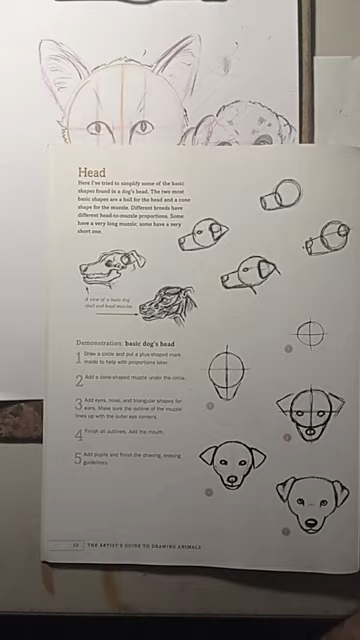 Head
Here I've tried to simplify some of the basic
shapes found in a dog's head. The two most
basic shapes are a ball for the head and a cone
shape for the muzzle. Different breeds have
different head-to-muzzle proportions. Some
have a very long muzzle; some have a very
short one.
A view of a basic dog
skull and head muscles
Demonstration: basic dog's head
1 Draw a circle and put a plus-shaped mark
inside to help with proportions later.
2 Add a cone-shaped muzzle under the circle.
3 Add eyes, nose, and triangular shapes for
ears. Make sure the outline of the muzzle
lines up with the outer eye corners.
4 Finish all outlines. Add the mouth.
5 Add pupils and finish the drawing, erasing
guidelines.
THE ARTIST'S GUIDE TO DRAWING ANIMALS